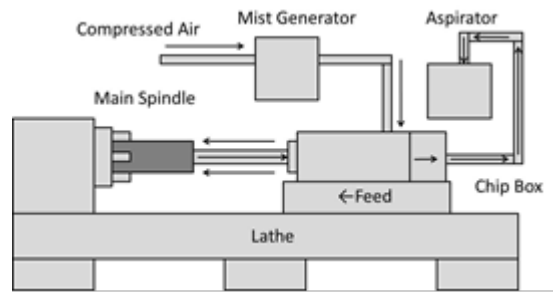 Mist Generator
Aspirator
Compressed Air
Main Spindle
Chip Box
←Feed
Lathe